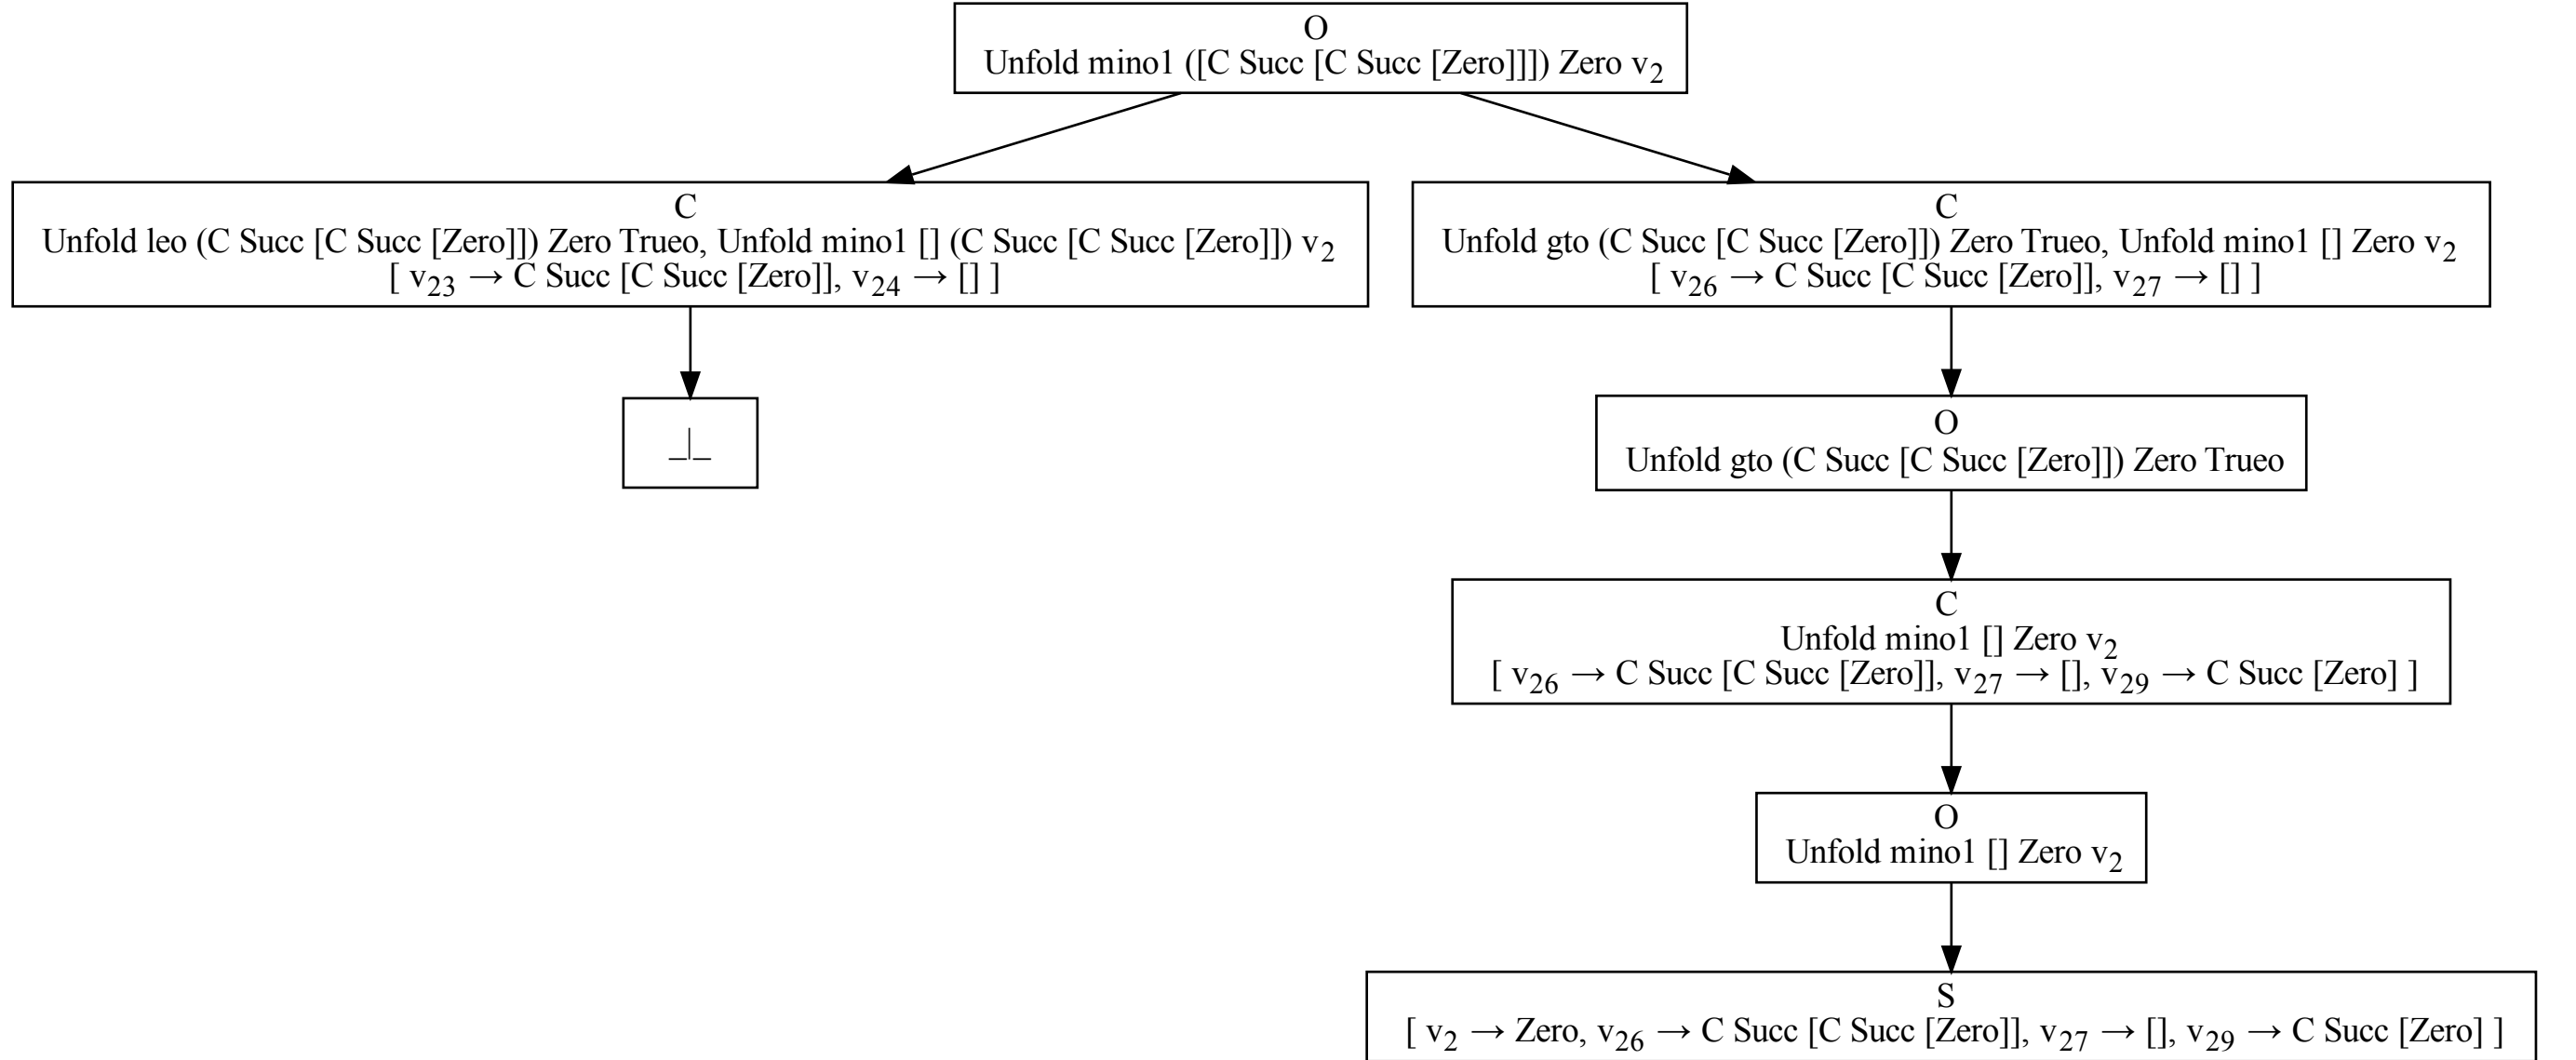 O
Unfold mino1 ([C Succ [C Succ [Zero]]]) Zero v₂
C
Unfold leo (C Succ [C Succ [Zero]]) Zero Trueo, Unfold mino1 [] (C Succ [C Succ [Zero]]) v₂
[ v₂₃ → C Succ [C Succ [Zero]], v₂₄ → [] ]
C
Unfold gto (C Succ [C Succ [Zero]]) Zero Trueo, Unfold mino1 [] Zero v₂
[ v₂₆ → C Succ [C Succ [Zero]], v₂₇ → [] ]
_|_
O
Unfold gto (C Succ [C Succ [Zero]]) Zero Trueo
C
Unfold mino1 [] Zero v₂
[ v₂₆ → C Succ [C Succ [Zero]], v₂₇ → [], v₂₉ → C Succ [Zero] ]
O
Unfold mino1 [] Zero v₂
S
[ v₂ → Zero, v₂₆ → C Succ [C Succ [Zero]], v₂₇ → [], v₂₉ → C Succ [Zero] ]